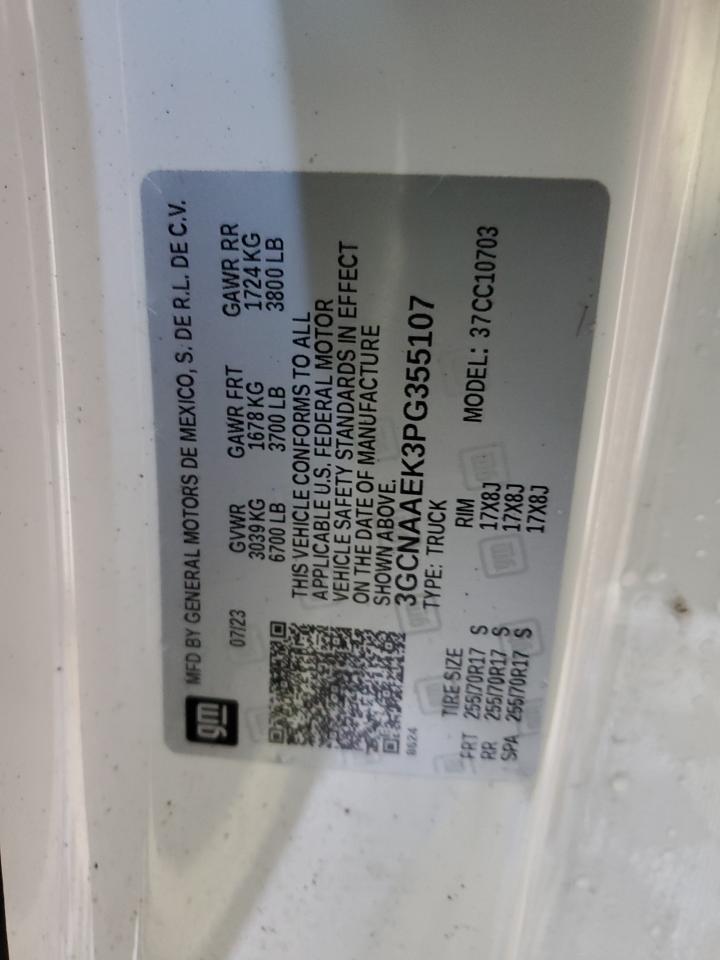 gm
MFD BY GENERAL MOTORS DE MEXICO, S. DE R.L. DE C.V.
07/23 GVWR GAWR FRT GAWR RR
3039 KG 1678 KG 1724 KG
6700 LB 3700 LB 3800 LB
THIS VEHICLE CONFORMS TO ALL
APPLICABLE U.S. FEDERAL MOTOR
VEHICLE SAFETY STANDARDS IN EFFECT
ON THE DATE OF MANUFACTURE
SHOWN ABOVE.
3GCNAAEK3PG355107
8624 TYPE: TRUCK
TIRE SIZE RIM MODEL: 37CC10703
FRT 255/70R17 S 17X8J
RR 255/70R17 S 17X8J
SPA 255/70R17 S 17X8J